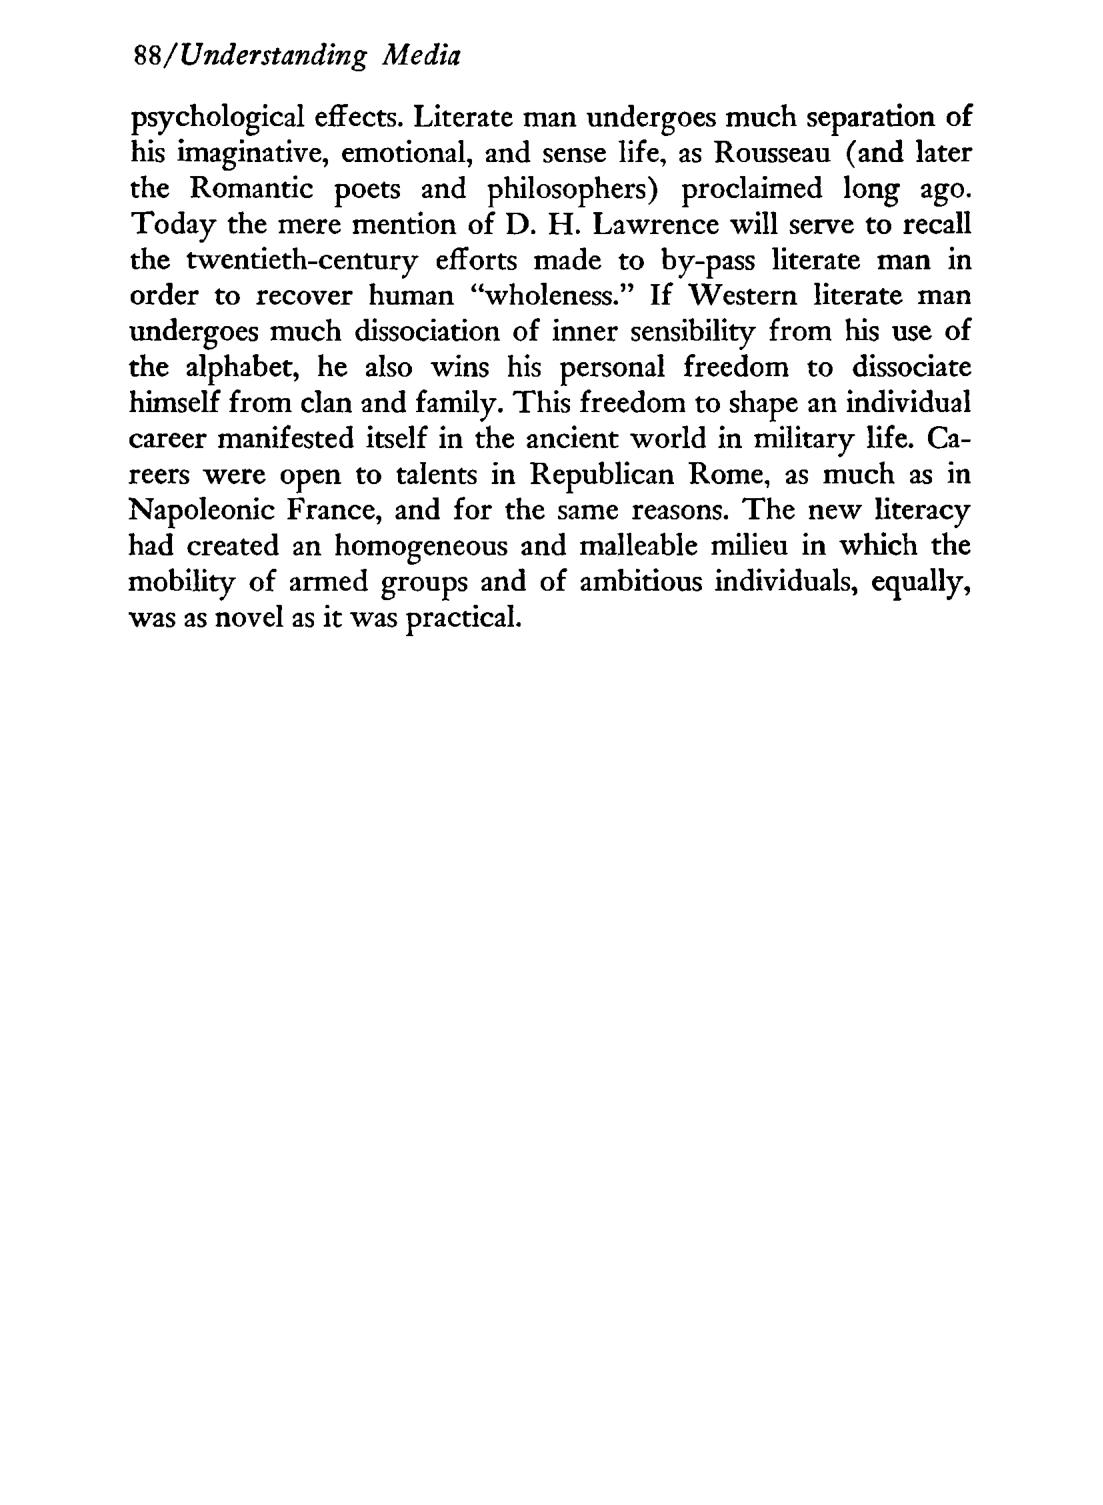 88/Understanding Media
psychological effects. Literate man undergoes much separation of
his imaginative, emotional, and sense life, as Rousseau (and later
the Romantic poets and philosophers) proclaimed long ago.
Today the mere mention of D. H. Lawrence will serve to recall
the twentieth-century efforts made to by-pass literate man in
order to recover human “wholeness.” If Western literate man
undergoes much dissociation of inner sensibility from his use of
the alphabet, he also wins his personal freedom to dissociate
himself from clan and family. This freedom to shape an individual
career manifested itself in the ancient world in military life. Ca-
reers were open to talents in Republican Rome, as much as in
Napoleonic France, and for the same reasons. The new literacy
had created an homogeneous and malleable milieu in which the
mobility of armed groups and of ambitious individuals, equally,
was as novel as it was practical.